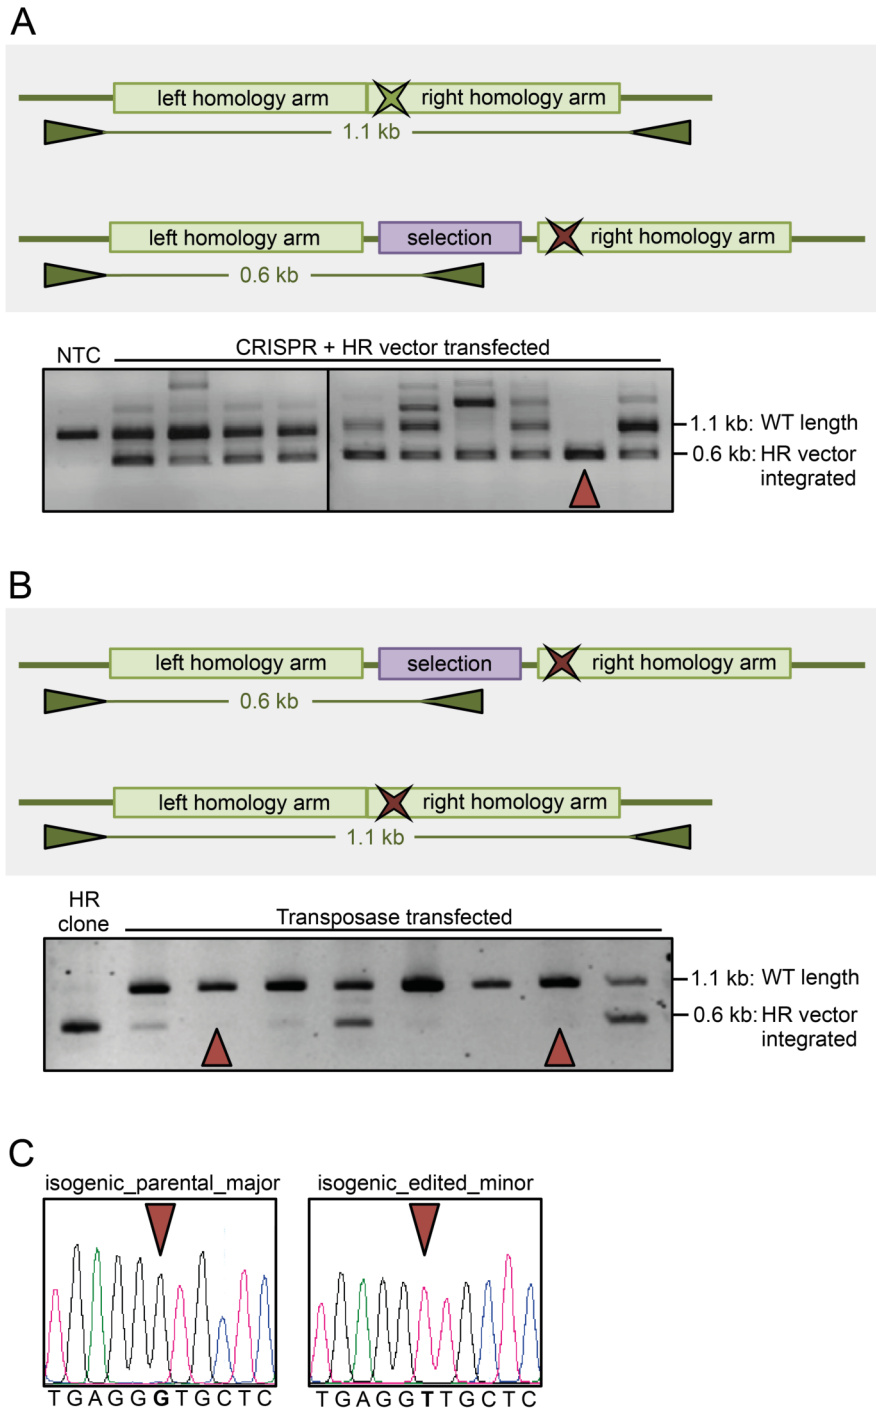 A
left homology arm right homology arm
1.1 kb
left homology arm selection right homology arm
0.6 kb
NTC CRISPR + HR vector transfected
1.1 kb: WT length
0.6 kb: HR vector
integrated
B
left homology arm selection right homology arm
0.6 kb
left homology arm right homology arm
1.1 kb
HR
clone
Transposase transfected
1.1 kb: WT length
0.6 kb: HR vector
integrated
C
isogenic_parental_major isogenic_edited_minor
T G A G G G T G C T C T G A G G T T G C T C